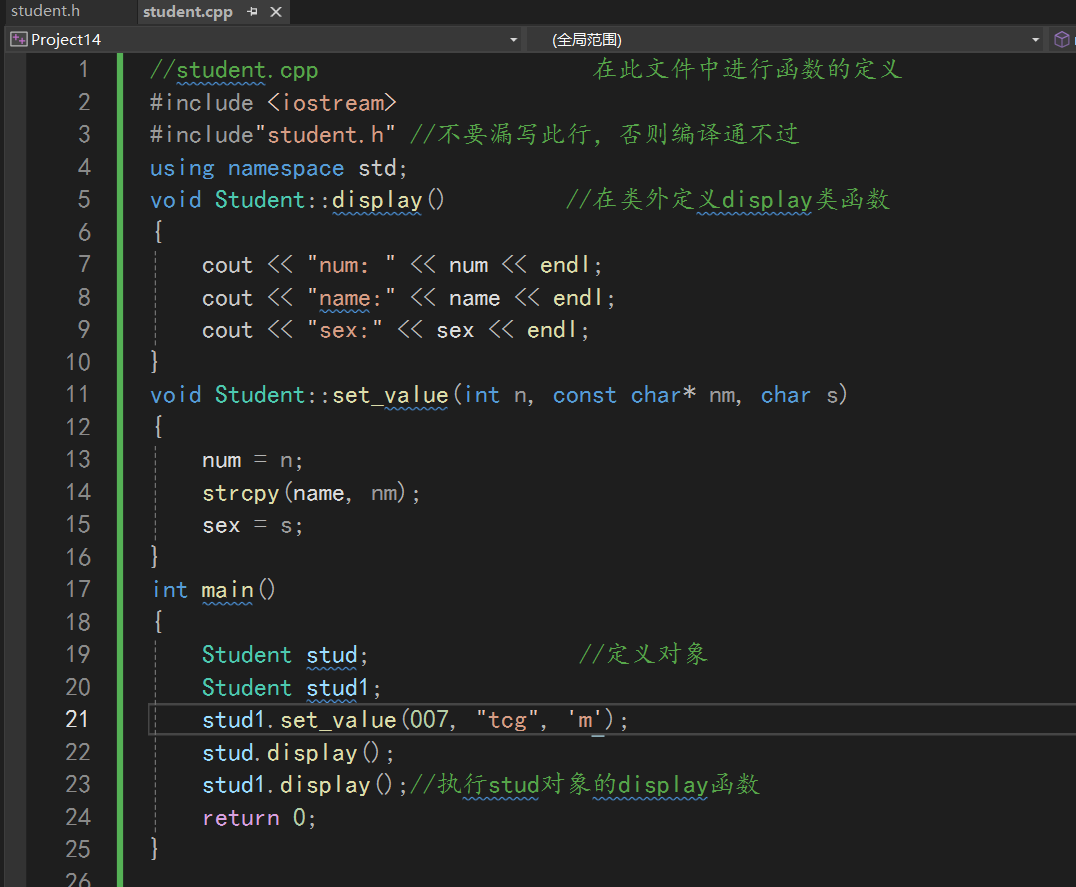 student.h student.cpp
Project14 (全局范围)
1 //student.cpp 在此文件中进行函数的定义
2 #include <iostream>
3 #include"student.h" //不要漏写此行，否则编译通不过
4 using namespace std;
5 void Student::display() //在类外定义display类函数
6 {
7 cout << "num: " << num << endl;
8 cout << "name:" << name << endl;
9 cout << "sex:" << sex << endl;
10 }
11 void Student::set_value(int n, const char* nm, char s)
12 {
13 num = n;
14 strcpy(name, nm);
15 sex = s;
16 }
17 int main()
18 {
19 Student stud; //定义对象
20 Student stud1;
21 stud1.set_value(007, "tcg", 'm');
22 stud.display();
23 stud1.display();//执行stud对象的display函数
24 return 0;
25 }
26